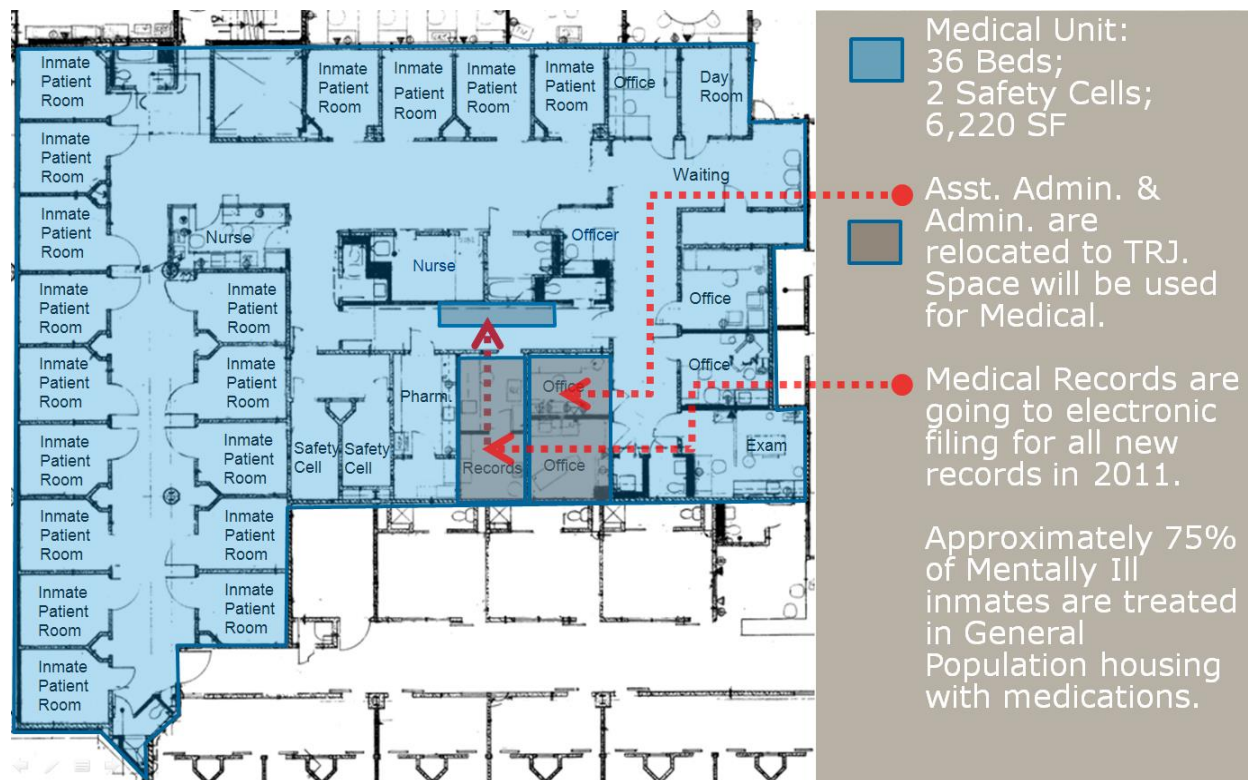 Inmate
Patient
Room
Inmate
Patient
Room
Inmate
Patient
Room
Inmate
Patient
Room
Inmate
Patient
Room
Office
Day
Room
Inmate
Patient
Room
Waiting
Inmate
Patient
Room
Nurse
Officer
Nurse
Inmate
Patient
Room
Inmate
Patient
Room
Office
Inmate
Patient
Room
Inmate
Patient
Room
Pharm.
Office
Office
Inmate
Patient
Room
Inmate
Patient
Room
Safety
Cell
Safety
Cell
Records
Office
Exam
Inmate
Patient
Room
Inmate
Patient
Room
Inmate
Patient
Room
Inmate
Patient
Room
Inmate
Patient
Room
Medical Unit:
36 Beds;
2 Safety Cells;
6,220 SF
Asst. Admin. &
Admin. are
relocated to TRJ.
Space will be used
for Medical.
Medical Records are
going to electronic
filing for all new
records in 2011.
Approximately 75%
of Mentally Ill
inmates are treated
in General
Population housing
with medications.